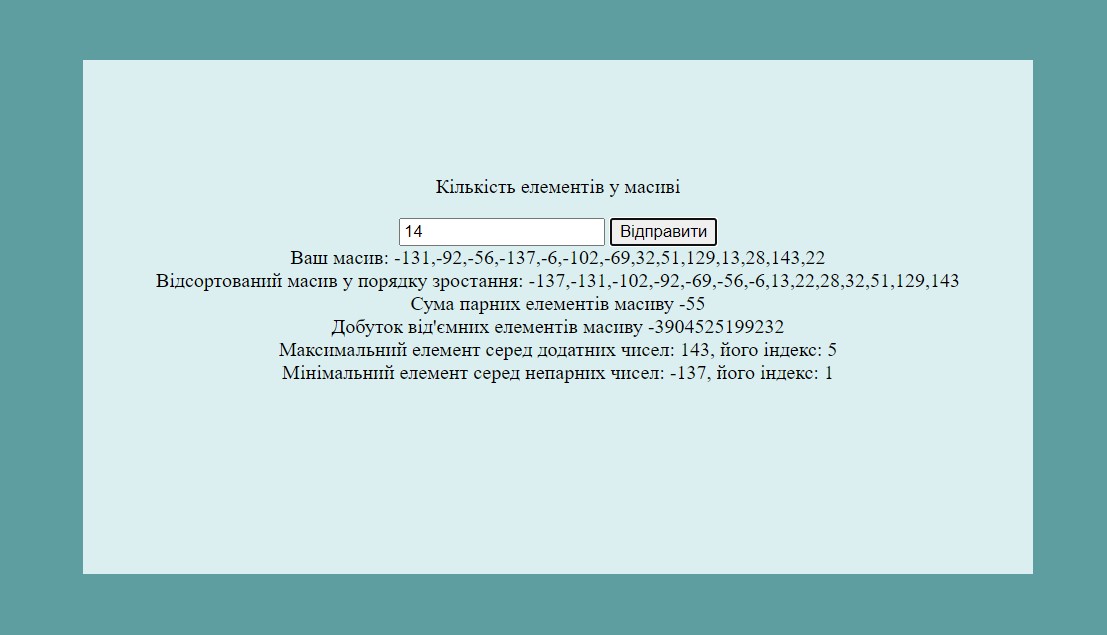 Кількість елементів у масиві
14 Відправити
Ваш масив: -131,-92,-56,-137,-6,-102,-69,32,51,129,13,28,143,22
Відсортований масив у порядку зростання: -137,-131,-102,-92,-69,-56,-6,13,22,28,32,51,129,143
Сума парних елементів масиву -55
Добуток від'ємних елементів масиву -3904525199232
Максимальний елемент серед додатних чисел: 143, його індекс: 5
Мінімальний елемент серед непарних чисел: -137, його індекс: 1